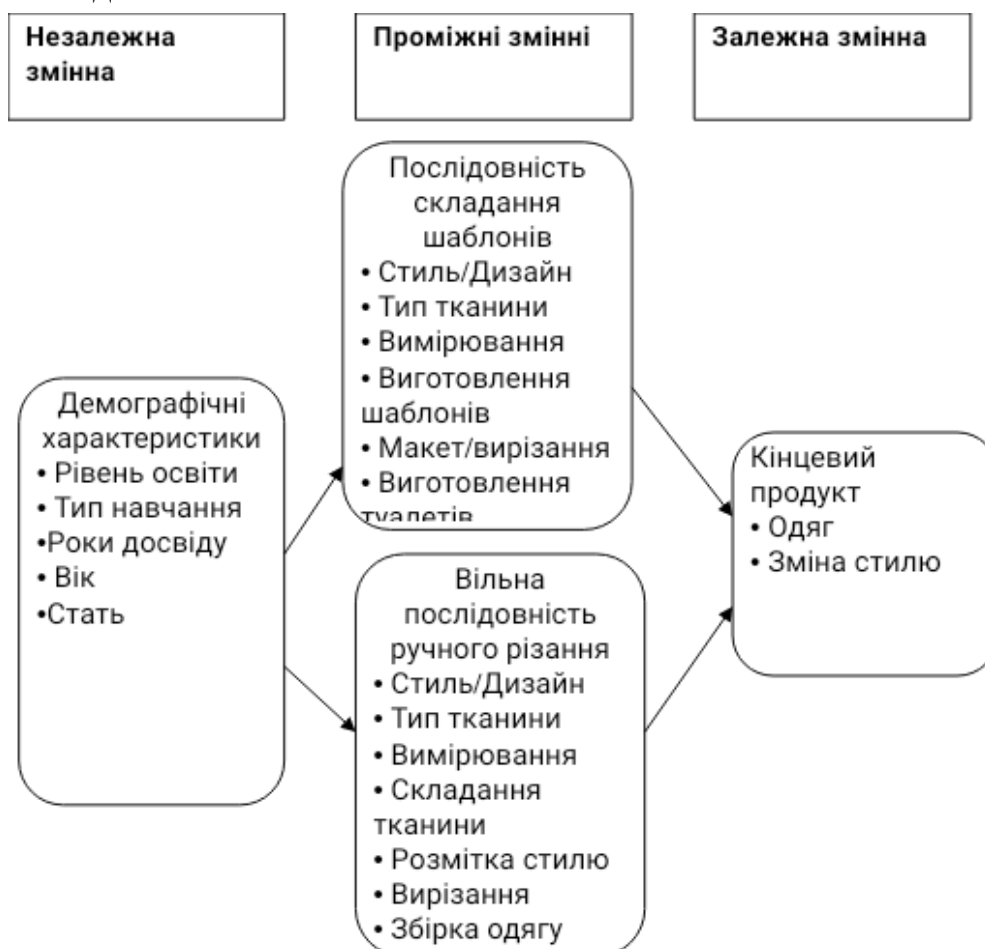 Незалежна
змінна
Проміжні змінні
Залежна змінна
Послідовність
складання
шаблонів
• Стиль/Дизайн
• Тип тканини
• Вимірювання
• Виготовлення
шаблонів
• Макет/вирізання
• Виготовлення
туалетів
Демографічні
характеристики
• Рівень освіти
• Тип навчання
•Роки досвіду
• Вік
•Стать
Вільна
послідовність
ручного різання
• Стиль/Дизайн
• Тип тканини
• Вимірювання
• Складання
тканини
• Розмітка стилю
• Вирізання
• Збірка одягу
Кінцевий
продукт
• Одяг
• Зміна стилю